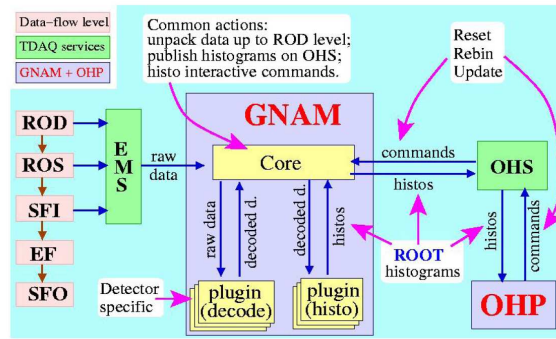 Data-flow level
TDAQ services
GNAM + OHP
Common actions:
unpack data up to ROD level;
publish histograms on OHS;
histo interactive commands.
Reset
Rebin
Update
GNAM
ROD
ROS
SFI
EF
SFO
E
M
S
raw
data
Core
commands
histos
OHS
raw data
decoded d.
decoded d.
histos
histos
commands
ROOT
histograms
Detector
specific
plugin
(decode)
plugin
(histo)
OHP